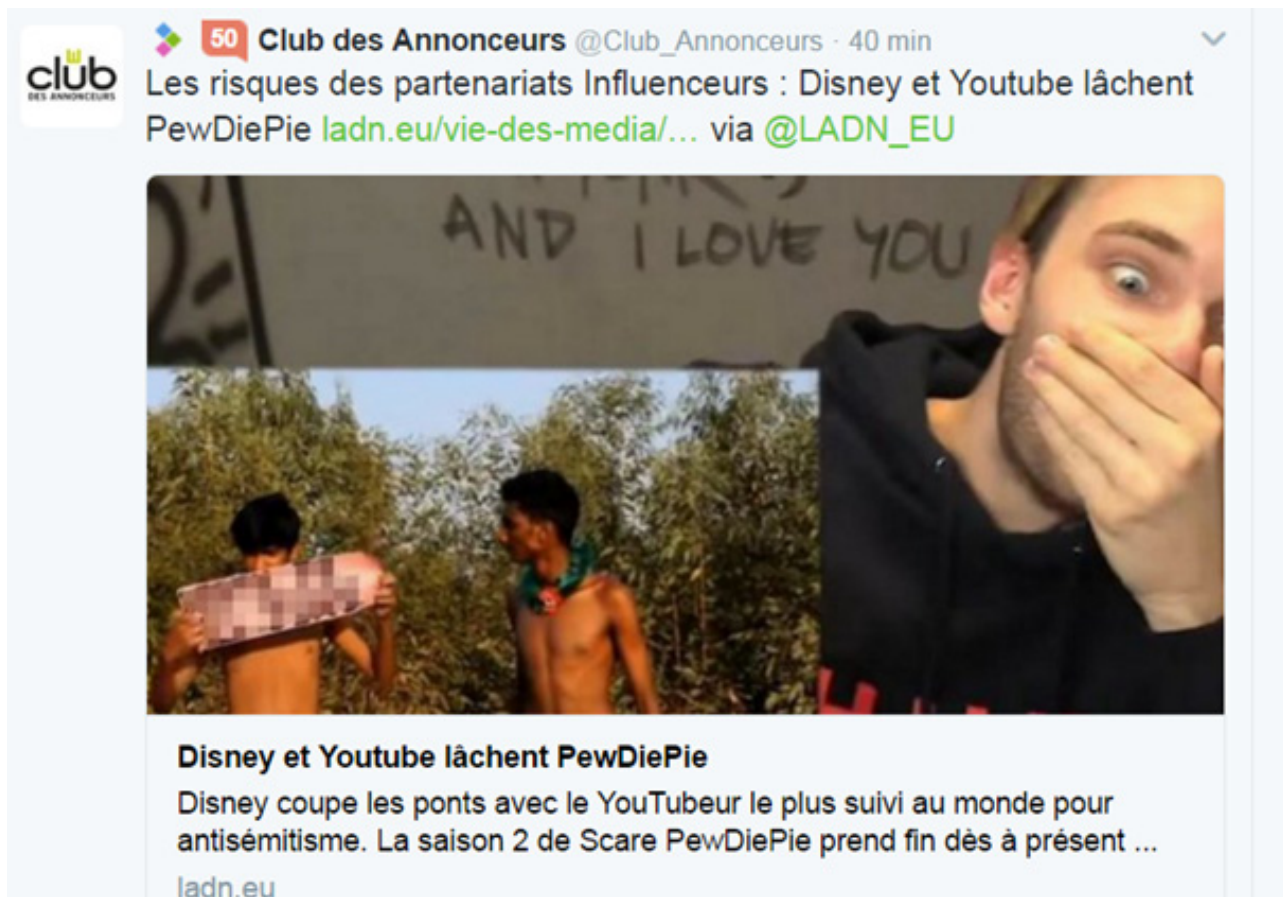 club
DES ANNONCEURS
50 Club des Annonceurs @Club_Annonceurs · 40 min
Les risques des partenariats Influenceurs : Disney et Youtube lâchent
PewDiePie ladn.eu/vie-des-media/... via @LADN_EU
AND I LOVE YOU
Disney et Youtube lâchent PewDiePie
Disney coupe les ponts avec le YouTubeur le plus suivi au monde pour
antisémitisme. La saison 2 de Scare PewDiePie prend fin dès à présent ...
ladn.eu